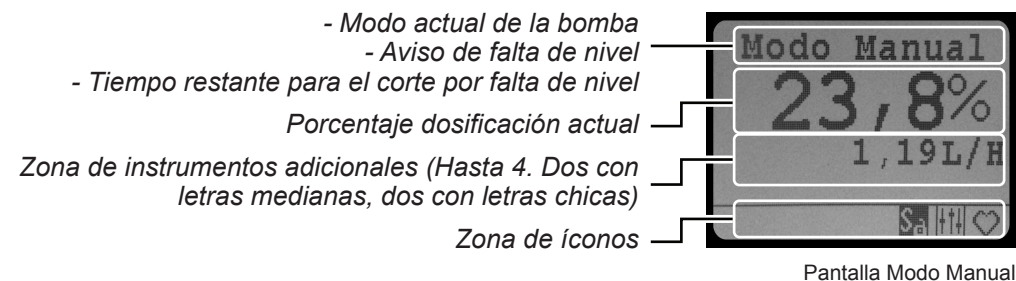 - Modo actual de la bomba
- Aviso de falta de nivel
- Tiempo restante para el corte por falta de nivel
Porcentaje dosificación actual
Zona de instrumentos adicionales (Hasta 4. Dos con
letras medianas, dos con letras chicas)
Zona de íconos
Modo Manual
23,8%
1,19L/H
Sa
Pantalla Modo Manual